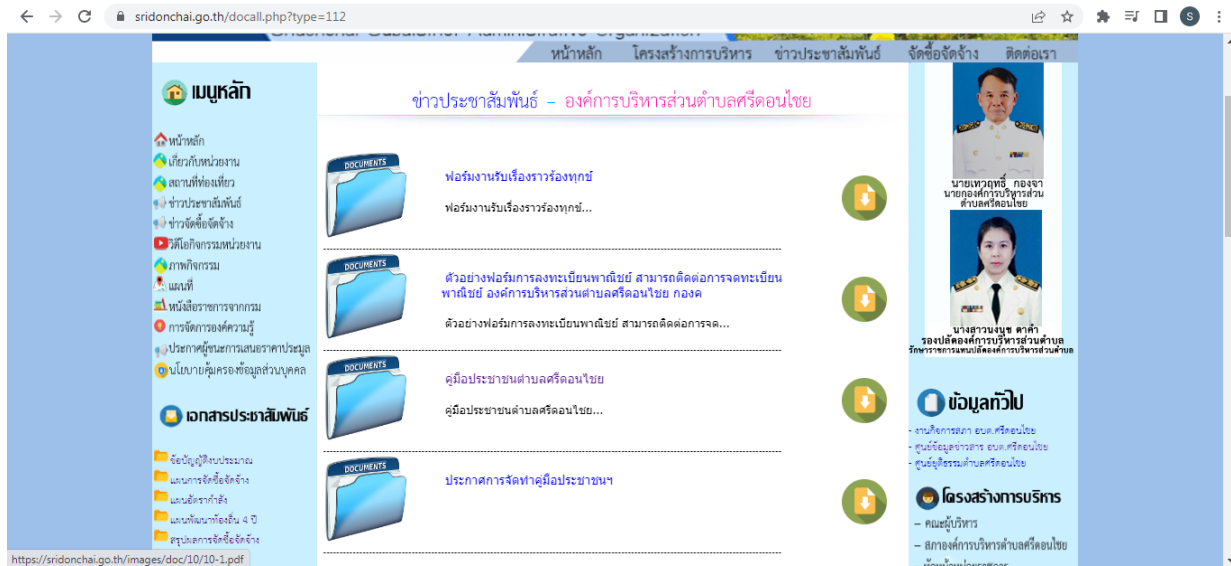 sridonchai.go.th/docall.php?type=112
S
หน้าหลัก โครงสร้างการบริหาร ข่าวประชาสัมพันธ์ จัดซื้อจัดจ้าง ติดต่อเรา
เมนูหลัก
หน้าหลัก
เกี่ยวกับหน่วยงาน
สถานที่ท่องเที่ยว
ข่าวประชาสัมพันธ์
ข่าวจัดซื้อจัดจ้าง
วิดีโอกิจกรรมหน่วยงาน
ภาพกิจกรรม
แผนที่
หนังสือราชการจากกรม
การจัดการองค์ความรู้
ประกาศผู้ชนะการเสนอราคาประมูล
นโยบายคุ้มครองข้อมูลส่วนบุคคล
เอกสารประชาสัมพันธ์
ข้อบัญญัติงบประมาณ
แผนการจัดซื้อจัดจ้าง
แผนอัตรากำลัง
แผนพัฒนาท้องถิ่น 4 ปี
สรุปผลการจัดซื้อจัดจ้าง
https://sridonchai.go.th/images/doc/10/10-1.pdf
ข่าวประชาสัมพันธ์ – องค์การบริหารส่วนตำบลศรีดอนไชย
DOCUMENTS
ฟอร์มงานรับเรื่องราวร้องทุกข์
ฟอร์มงานรับเรื่องราวร้องทุกข์...
DOCUMENTS
ตัวอย่างฟอร์มการลงทะเบียนพาณิชย์ สามารถติดต่อการจดทะเบียน
พาณิชย์ องค์การบริหารส่วนตำบลศรีดอนไชย กองค
ตัวอย่างฟอร์มการลงทะเบียนพาณิชย์ สามารถติดต่อการจด...
DOCUMENTS
คู่มือประชาชนตำบลศรีดอนไชย
คู่มือประชาชนตำบลศรีดอนไชย...
DOCUMENTS
ประกาศการจัดทำคู่มือประชาชนฯ
นายเทวฤทธิ์ กองจา
นายกองค์การบริหารส่วน
ตำบลศรีดอนไชย
นางสาวนงนุช ตาคำ
รองปลัดองค์การบริหารส่วนตำบล
รักษาราชการแทนปลัดองค์การบริหารส่วนตำบล
ข้อมูลทั่วไป
- งานกิจการสภา อบต.ศรีดอนไชย
- ศูนย์ข้อมูลข่าวสาร อบต.ศรีดอนไชย
- ศูนย์ยุติธรรมตำบลศรีดอนไชย
โครงสร้างการบริหาร
– คณะผู้บริหาร
– สภาองค์การบริหารตำบลศรีดอนไชย